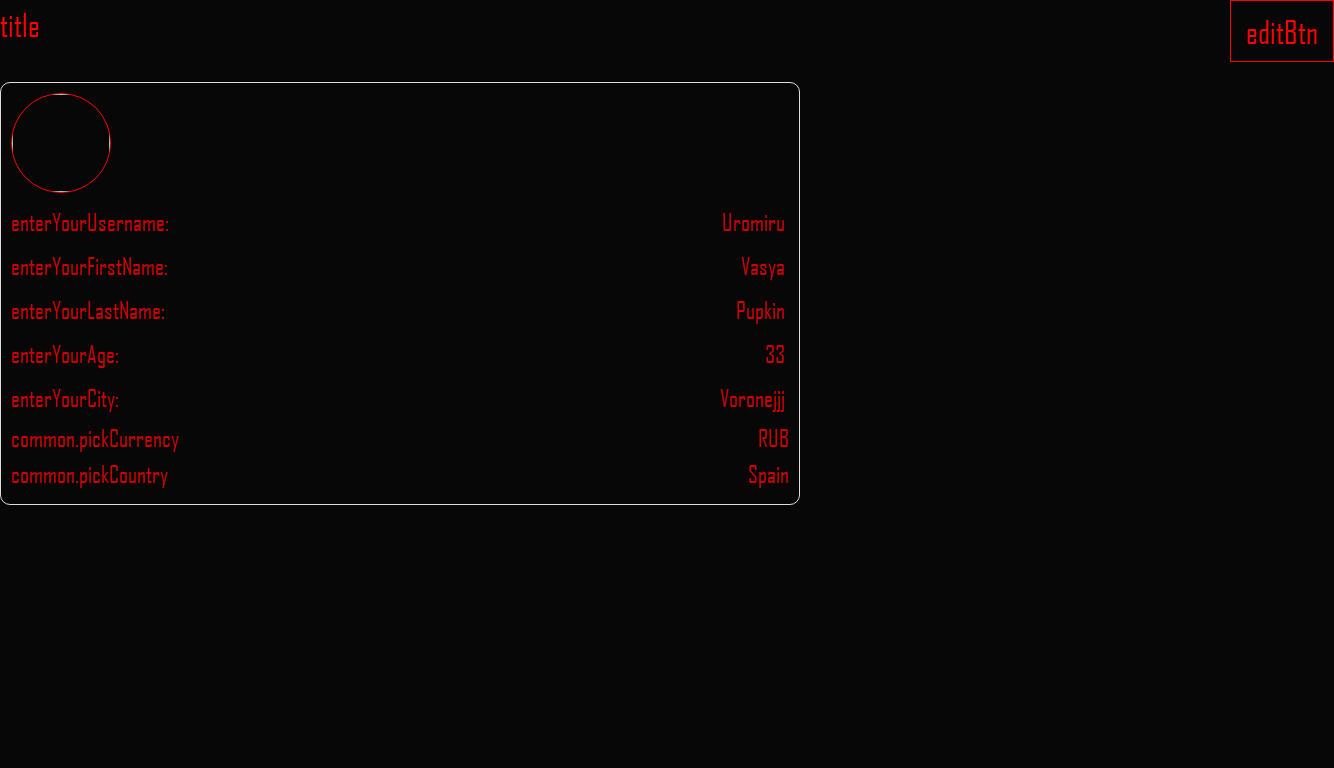 title
editBtn
enterYourUsername: Uromiru
enterYourFirstName: Vasya
enterYourLastName: Pupkin
enterYourAge: 33
enterYourCity: Voronejjj
common.pickCurrency RUB
common.pickCountry Spain